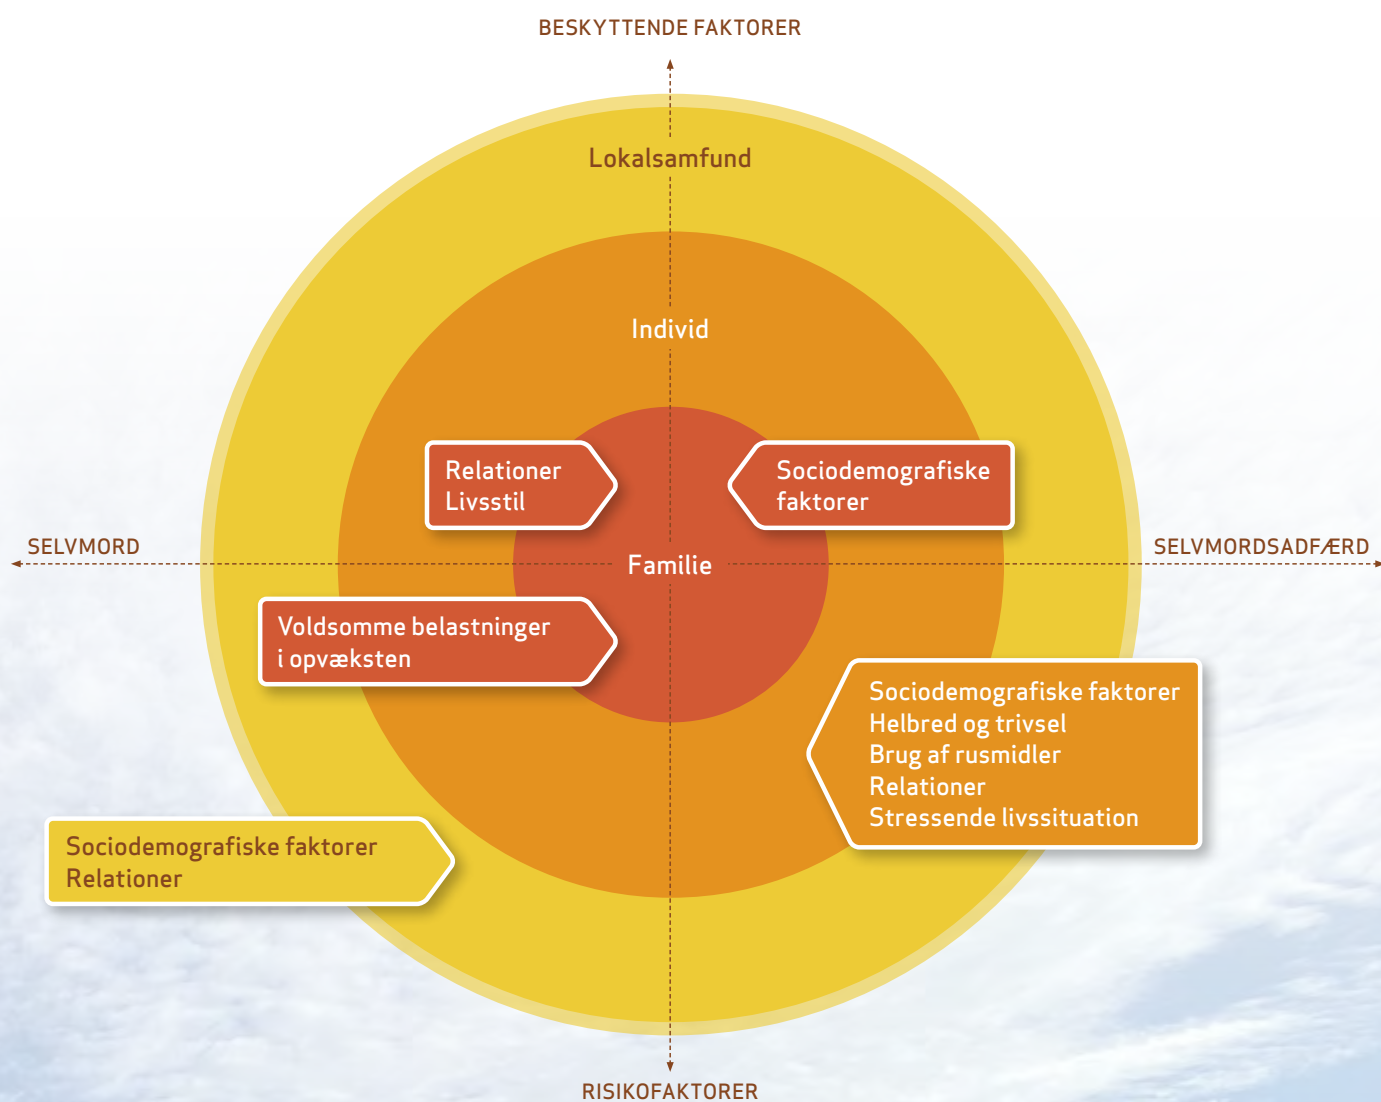 BESKYTTENDE FAKTORER
Lokalsamfund
Individ
Relationer
Livsstil
Sociodemografiske
faktorer
SELVMORD
SELVMORDSADFÆRD
Familie
Voldsomme belastninger
i opvæksten
Sociodemografiske faktorer
Helbred og trivsel
Brug af rusmidler
Relationer
Stressende livssituation
Sociodemografiske faktorer
Relationer
RISIKOFAKTORER